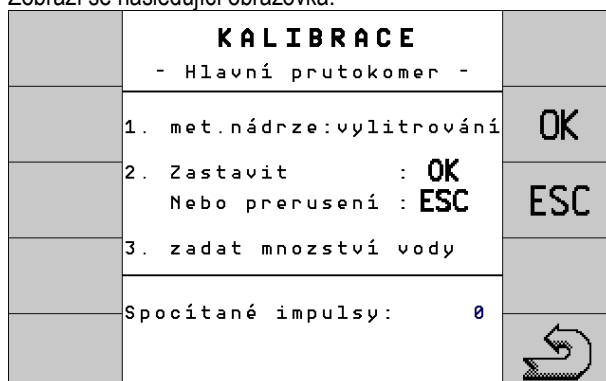 Zobrazí se následující obrazovka:
KALIBRACE
- Hlavní prutokomer -
1. met.nádrze:vylitrování
OK
2. Zastavit : OK
Nebo prerusení : ESC
ESC
3. zadat mnozství vody
Spocítané impulsy: 0